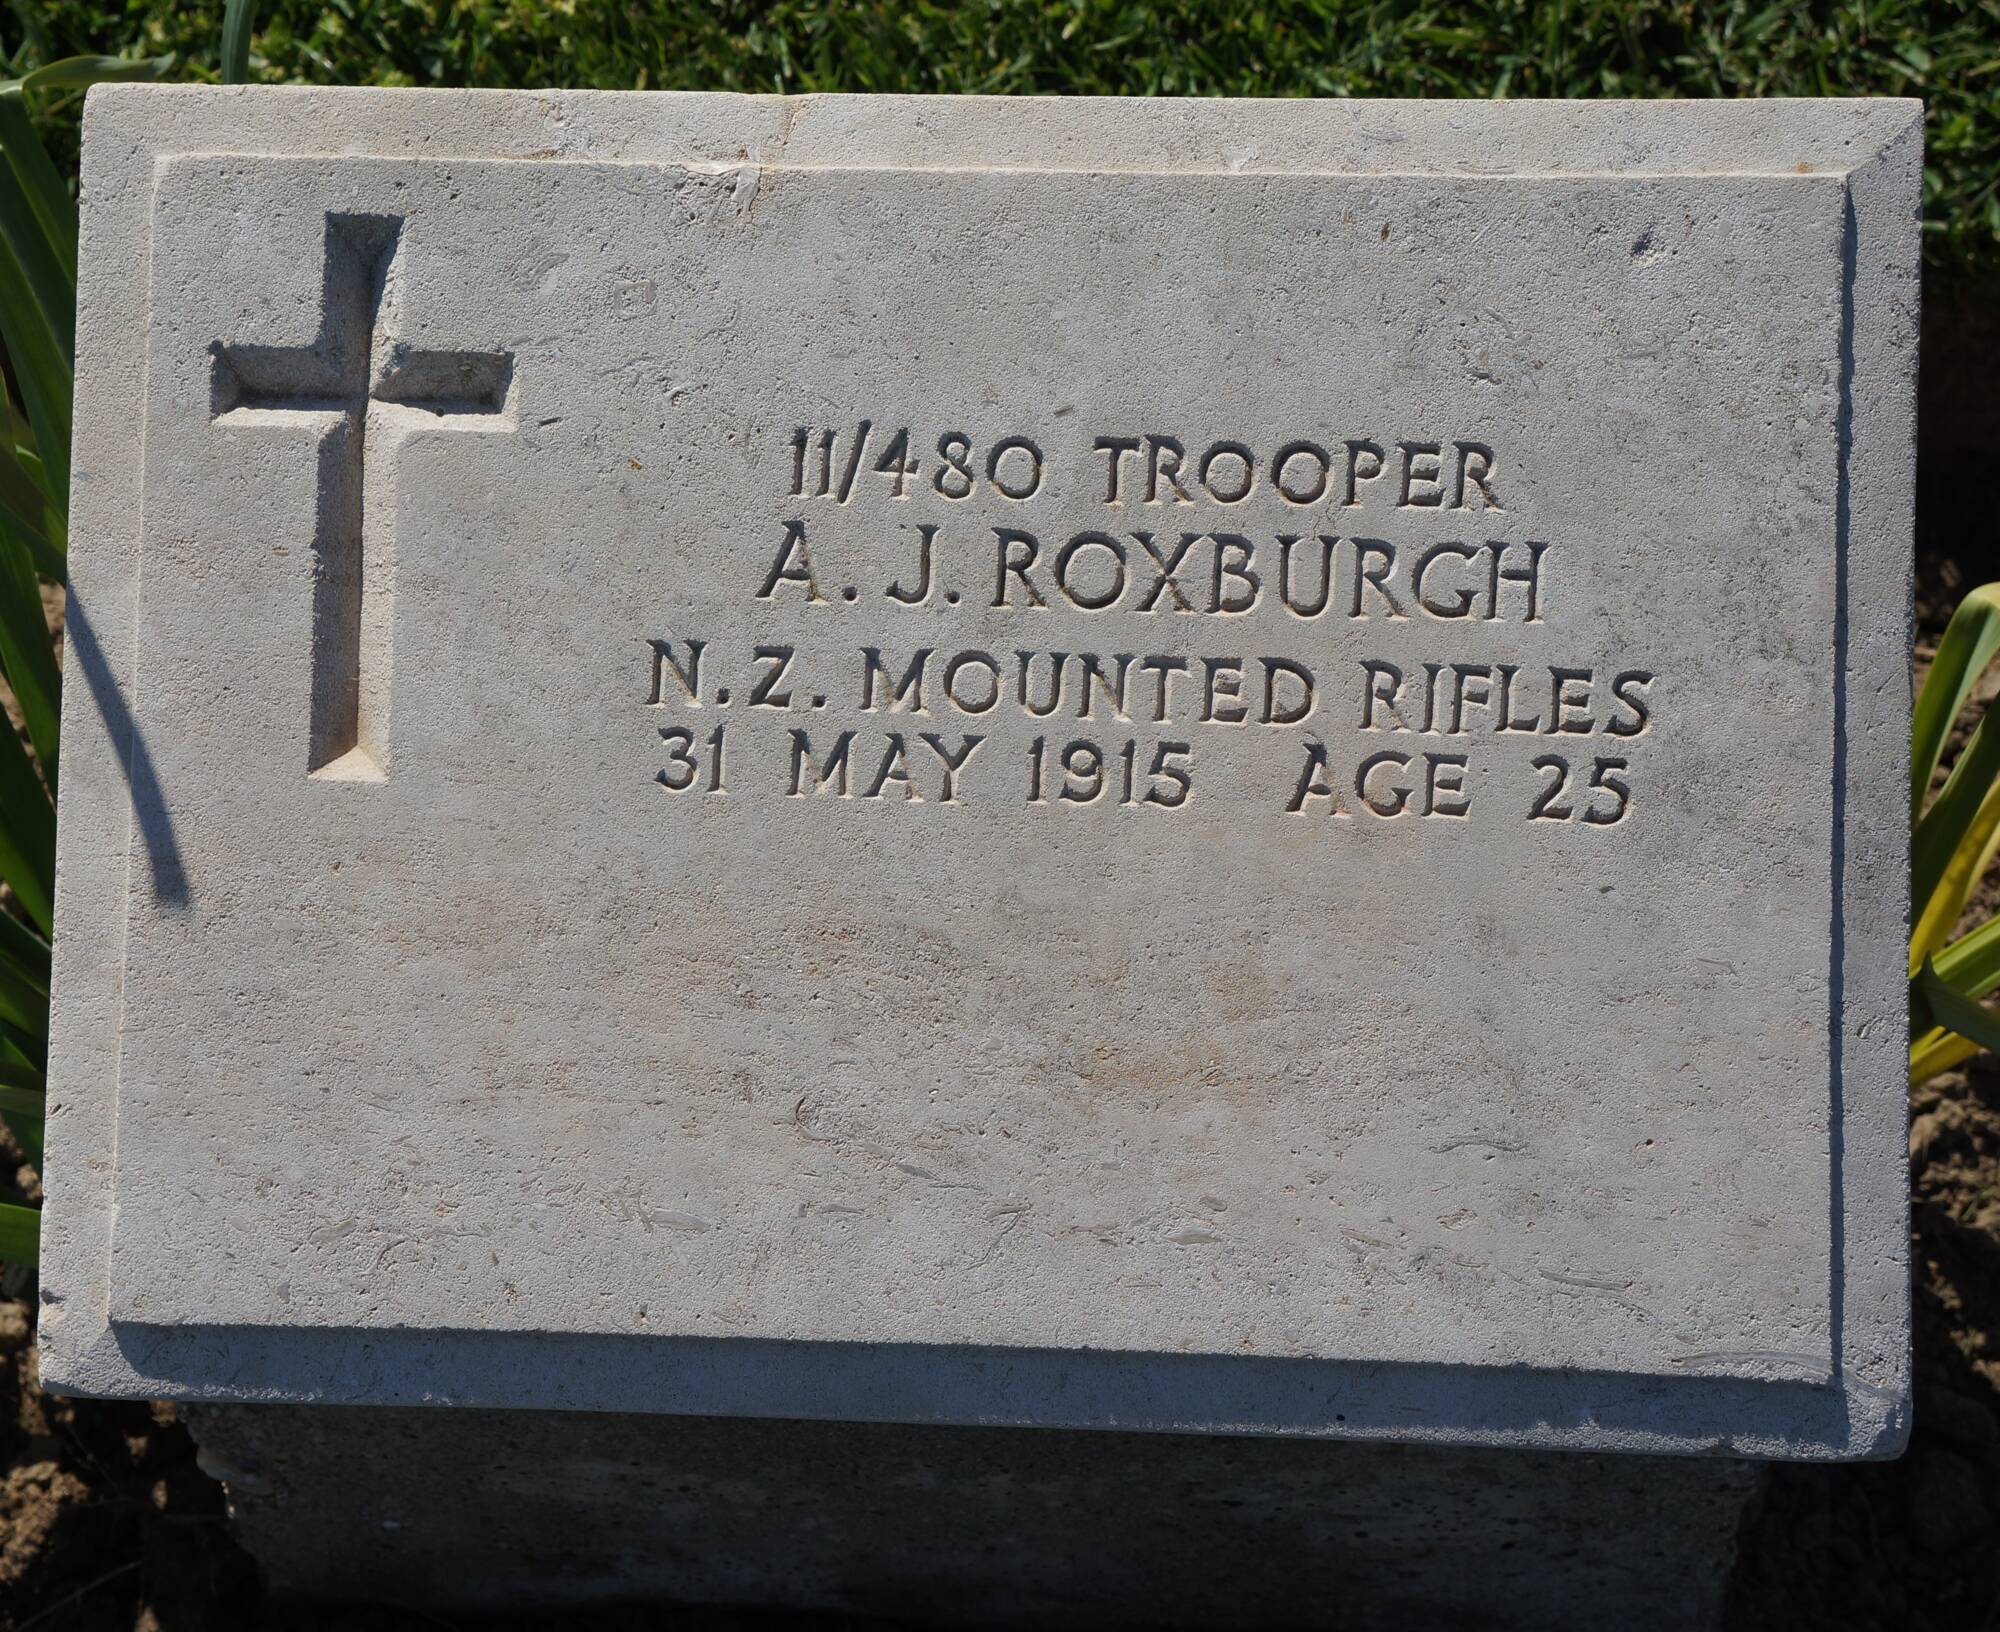 11/480 TROOPER
A. J. ROXBURGH
N.Z. MOUNTED RIFLES
31 MAY 1915 AGE 25